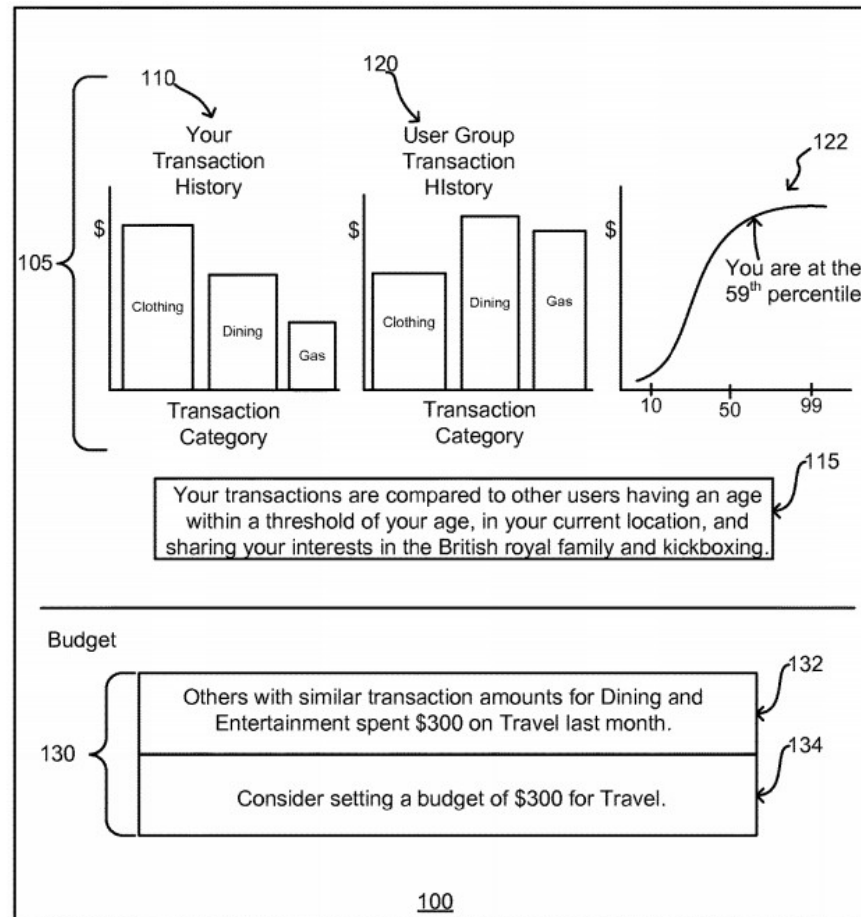 110
Your
Transaction
History
120
User Group
Transaction
HIstory
122
$
$
$
105
Clothing
Dining
Gas
Clothing
Dining
Gas
You are at the
59th percentile
10
50
99
Transaction
Category
Transaction
Category
115
Your transactions are compared to other users having an age
within a threshold of your age, in your current location, and
sharing your interests in the British royal family and kickboxing.
Budget
132
Others with similar transaction amounts for Dining and
Entertainment spent $300 on Travel last month.
130
134
Consider setting a budget of $300 for Travel.
100